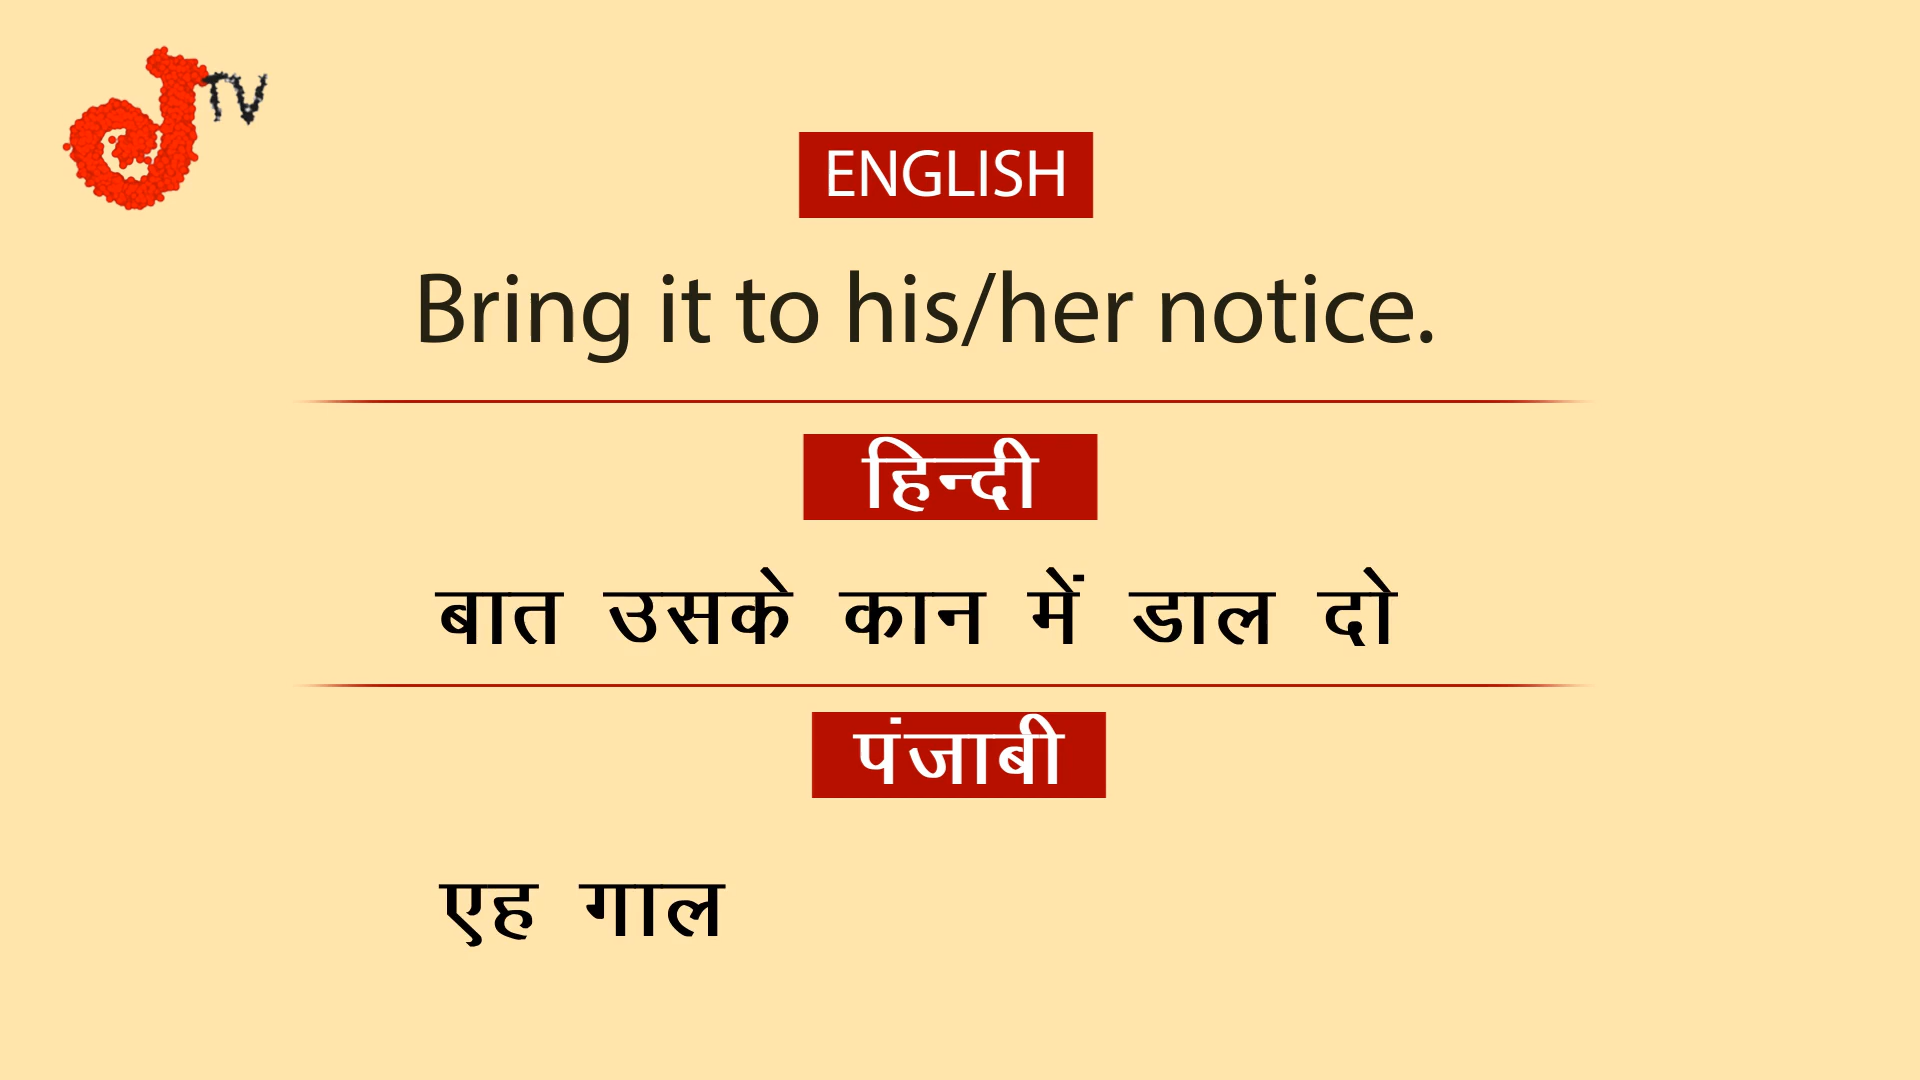 TV
ENGLISH
Bring it to his/her notice.
हिन्दी
बात उसके कान में डाल दो
पंजाबी
एह गाल